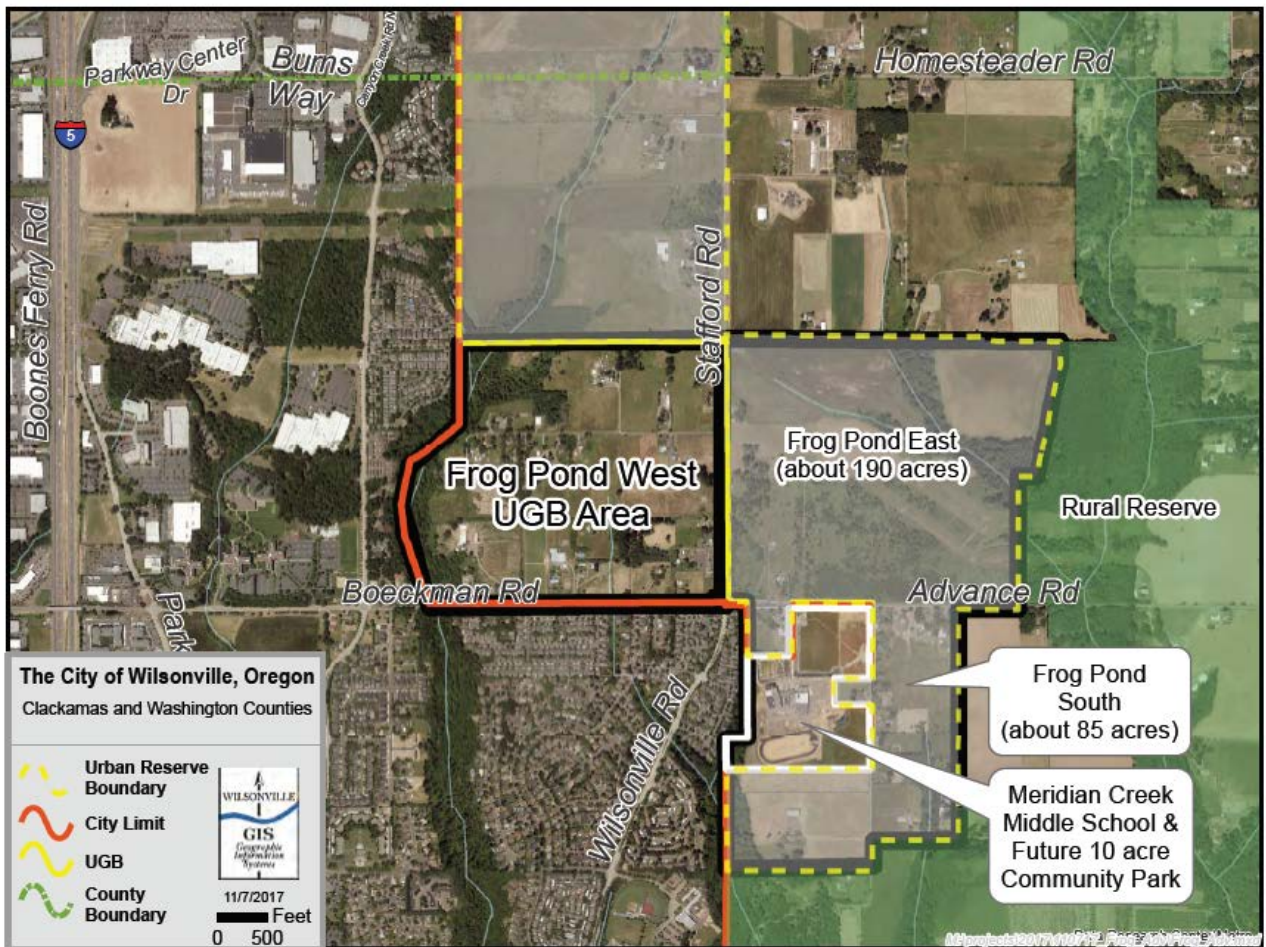 Parkway Center
Dr
Burns
Way
Canyon Creek Rd N
Homesteader Rd
5
Boones Ferry Rd
Stafford Rd
Frog Pond East
(about 190 acres)
Frog Pond West
UGB Area
Rural Reserve
Boeckman Rd
Advance Rd
Park
Wilsonville Rd
Frog Pond
South
(about 85 acres)
Meridian Creek
Middle School &
Future 10 acre
Community Park
The City of Wilsonville, Oregon
Clackamas and Washington Counties
Urban Reserve
Boundary
City Limit
UGB
County
Boundary
WILSONVILLE
GIS
Geographic
Information
Systems
11/7/2017
Feet
0 500